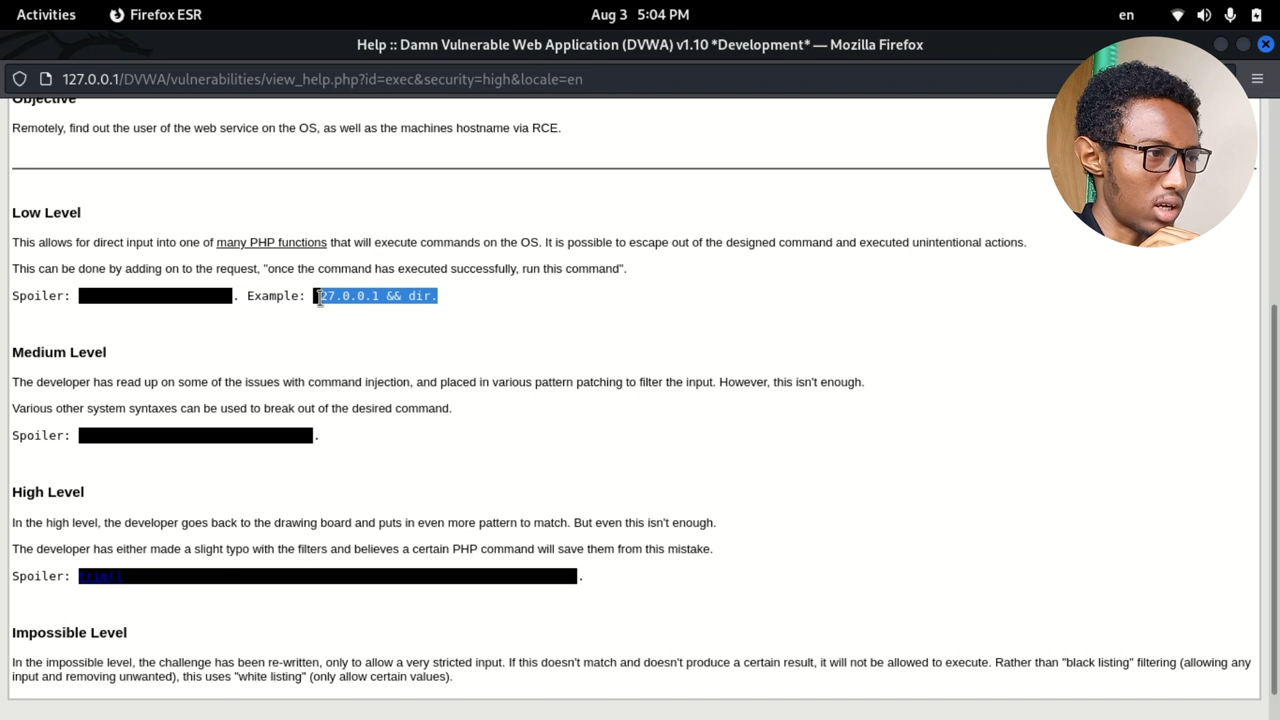 Activities Firefox ESR Aug 3 5:04 PM en
Help :: Damn Vulnerable Web Application (DVWA) v1.10 *Development* — Mozilla Firefox
127.0.0.1/DVWA/vulnerabilities/view_help.php?id=exec&security=high&locale=en
Objective
Remotely, find out the user of the web service on the OS, as well as the machines hostname via RCE.
Low Level
This allows for direct input into one of many PHP functions that will execute commands on the OS. It is possible to escape out of the designed command and executed unintentional actions.
This can be done by adding on to the request, "once the command has executed successfully, run this command".
Spoiler: . Example: 27.0.0.1 && dir.
Medium Level
The developer has read up on some of the issues with command injection, and placed in various pattern patching to filter the input. However, this isn't enough.
Various other system syntaxes can be used to break out of the desired command.
Spoiler: .
High Level
In the high level, the developer goes back to the drawing board and puts in even more pattern to match. But even this isn't enough.
The developer has either made a slight typo with the filters and believes a certain PHP command will save them from this mistake.
Spoiler: trim() .
Impossible Level
In the impossible level, the challenge has been re-written, only to allow a very stricted input. If this doesn't match and doesn't produce a certain result, it will not be allowed to execute. Rather than "black listing" filtering (allowing any
input and removing unwanted), this uses "white listing" (only allow certain values).